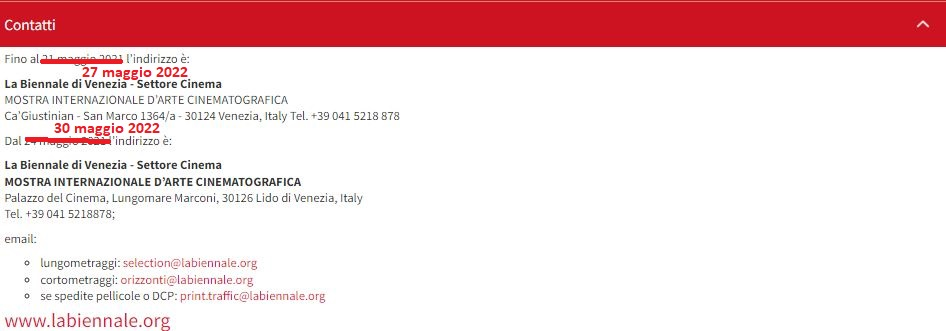 Contatti
Fino al 21 maggio 2021 l'indirizzo è:
27 maggio 2022
La Biennale di Venezia - Settore Cinema
MOSTRA INTERNAZIONALE D'ARTE CINEMATOGRAFICA
Ca'Giustinian - San Marco 1364/a - 30124 Venezia, Italy Tel. +39 041 5218 878
30 maggio 2022
Dal 24 maggio 2021 l'indirizzo è:
La Biennale di Venezia - Settore Cinema
MOSTRA INTERNAZIONALE D'ARTE CINEMATOGRAFICA
Palazzo del Cinema, Lungomare Marconi, 30126 Lido di Venezia, Italy
Tel. +39 041 5218878;
email:
lungometraggi: selection@labiennale.org
cortometraggi: orizzonti@labiennale.org
se spedite pellicole o DCP: print.traffic@labiennale.org
www.labiennale.org